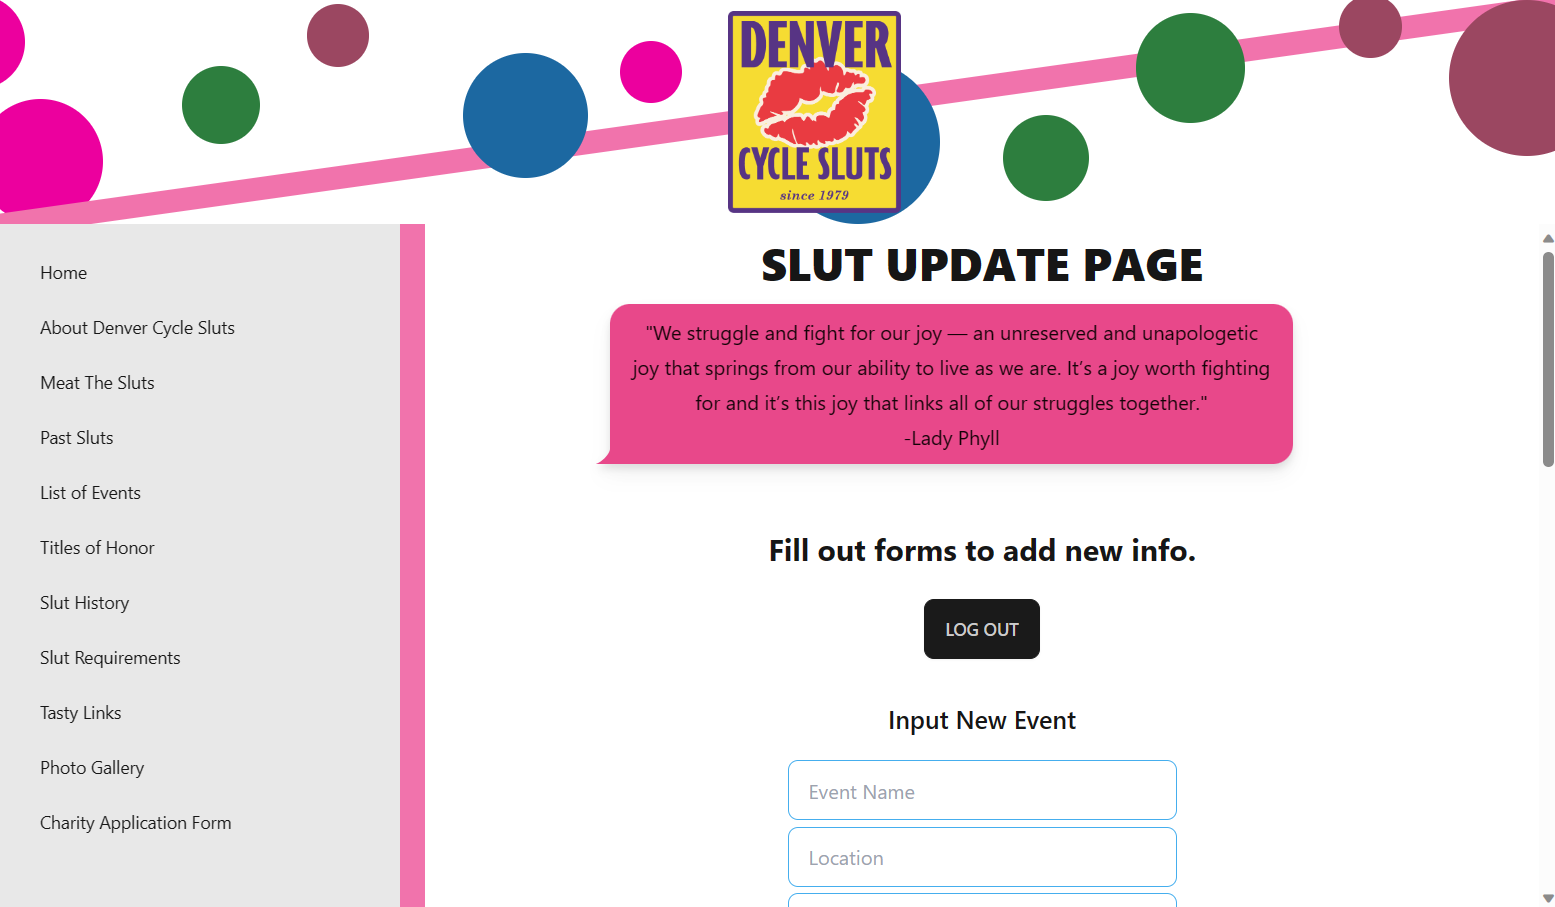 DENVER
CYCLE SLUTS
since 1979
Home
About Denver Cycle Sluts
Meat The Sluts
Past Sluts
List of Events
Titles of Honor
Slut History
Slut Requirements
Tasty Links
Photo Gallery
Charity Application Form
SLUT UPDATE PAGE
"We struggle and fight for our joy — an unreserved and unapologetic
joy that springs from our ability to live as we are. It’s a joy worth fighting
for and it’s this joy that links all of our struggles together."
-Lady Phyll
Fill out forms to add new info.
LOG OUT
Input New Event
Event Name
Location